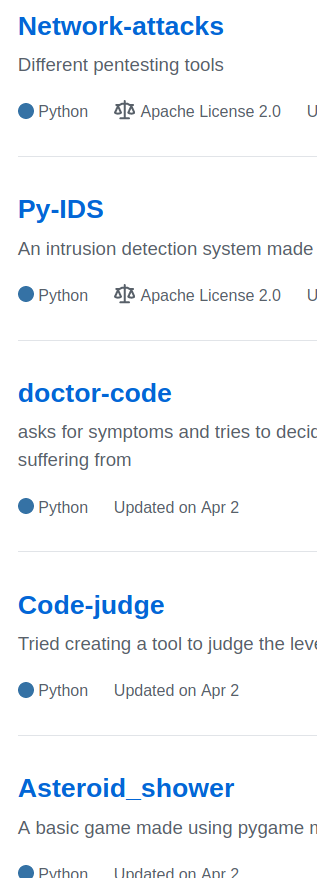 Network-attacks
Different pentesting tools
Python Apache License 2.0 U
Py-IDS
An intrusion detection system made
Python Apache License 2.0 U
doctor-code
asks for symptoms and tries to decid
suffering from
Python Updated on Apr 2
Code-judge
Tried creating a tool to judge the leve
Python Updated on Apr 2
Asteroid_shower
A basic game made using pygame m
Python Updated on Apr 2